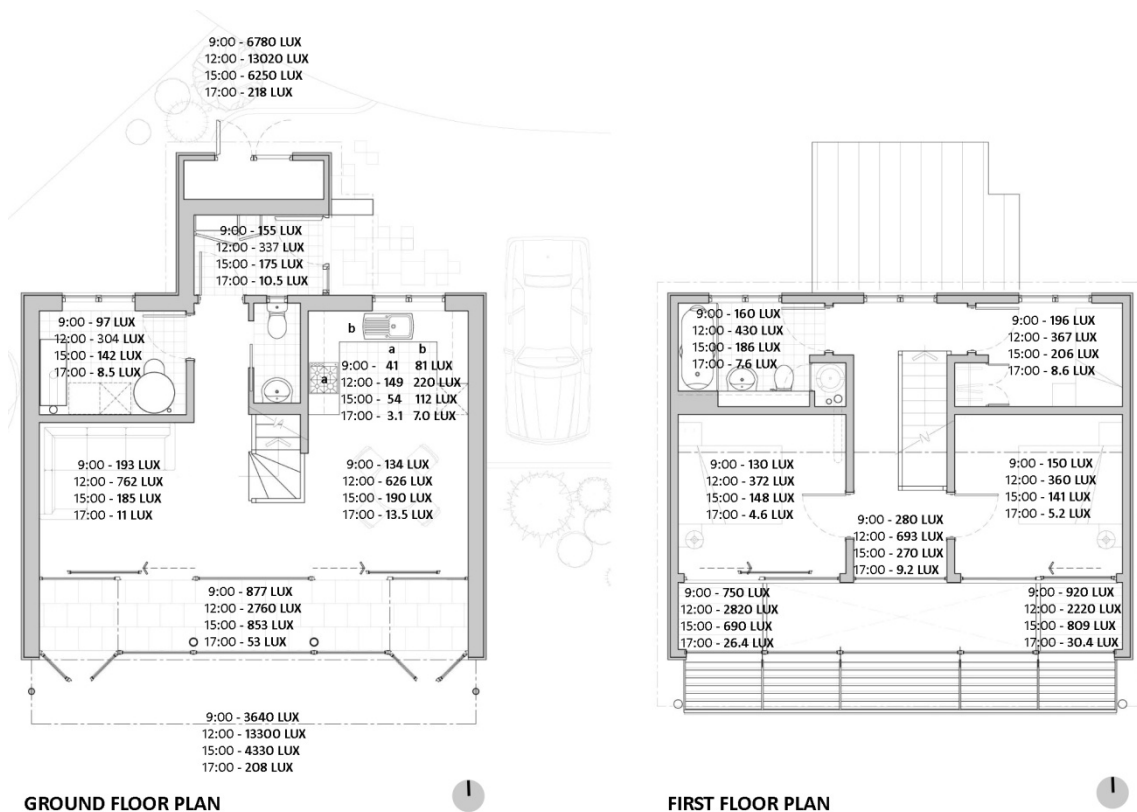 9:00 - 6780 LUX
12:00 - 13020 LUX
15:00 - 6250 LUX
17:00 - 218 LUX
9:00 - 155 LUX
12:00 - 337 LUX
15:00 - 175 LUX
17:00 - 10.5 LUX
9:00 - 97 LUX
12:00 - 304 LUX
15:00 - 142 LUX
17:00 - 8.5 LUX
b
a
a b
9:00 - 41 81 LUX
12:00 - 149 220 LUX
15:00 - 54 112 LUX
17:00 - 3.1 7.0 LUX
9:00 - 193 LUX
12:00 - 762 LUX
15:00 - 185 LUX
17:00 - 11 LUX
9:00 - 134 LUX
12:00 - 626 LUX
15:00 - 190 LUX
17:00 - 13.5 LUX
9:00 - 877 LUX
12:00 - 2760 LUX
15:00 - 853 LUX
17:00 - 53 LUX
9:00 - 3640 LUX
12:00 - 13300 LUX
15:00 - 4330 LUX
17:00 - 208 LUX
GROUND FLOOR PLAN
9:00 - 160 LUX
12:00 - 430 LUX
15:00 - 186 LUX
17:00 - 7.6 LUX
9:00 - 196 LUX
12:00 - 367 LUX
15:00 - 206 LUX
17:00 - 8.6 LUX
9:00 - 130 LUX
12:00 - 372 LUX
15:00 - 148 LUX
17:00 - 4.6 LUX
9:00 - 150 LUX
12:00 - 360 LUX
15:00 - 141 LUX
17:00 - 5.2 LUX
9:00 - 280 LUX
12:00 - 693 LUX
15:00 - 270 LUX
17:00 - 9.2 LUX
9:00 - 750 LUX
12:00 - 2820 LUX
15:00 - 690 LUX
17:00 - 26.4 LUX
9:00 - 920 LUX
12:00 - 2220 LUX
15:00 - 809 LUX
17:00 - 30.4 LUX
FIRST FLOOR PLAN